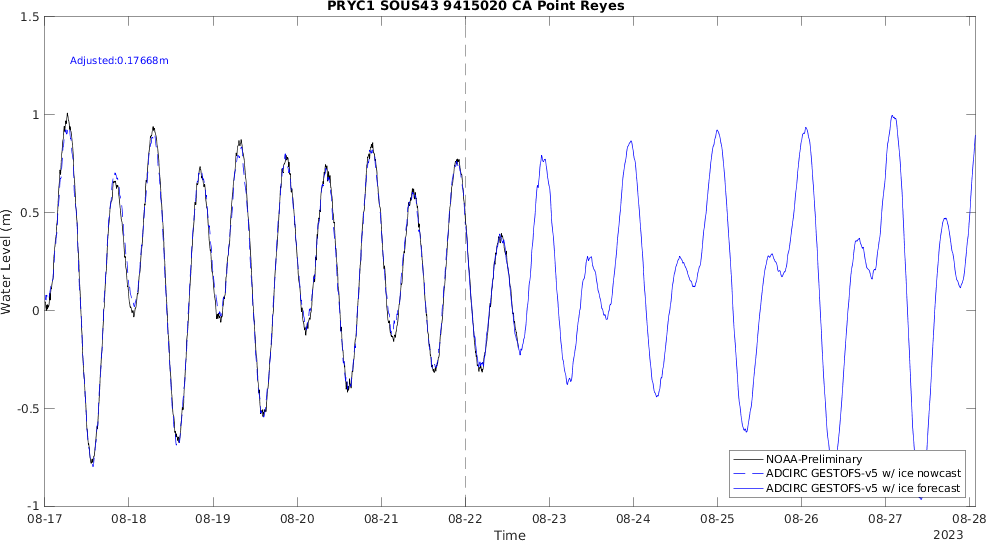 PRYC1 SOUS43 9415020 CA Point Reyes
1.5
Adjusted:0.17668m
1
0.5
0
-0.5
-1
Water Level (m)
NOAA-Preliminary
ADCIRC GESTOFS-v5 w/ ice nowcast
ADCIRC GESTOFS-v5 w/ ice forecast
08-17 08-18 08-19 08-20 08-21 08-22 08-23 08-24 08-25 08-26 08-27 08-28
Time
2023